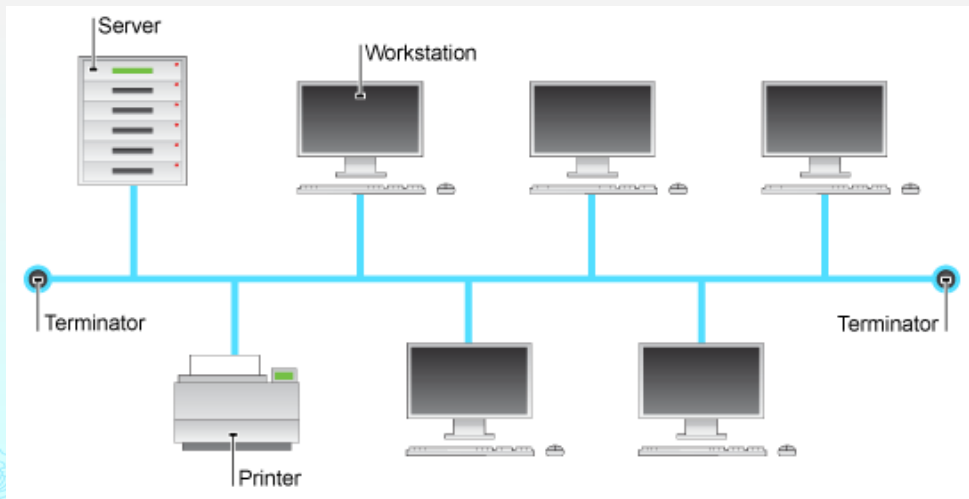 Server
Workstation
Terminator
Terminator
Printer